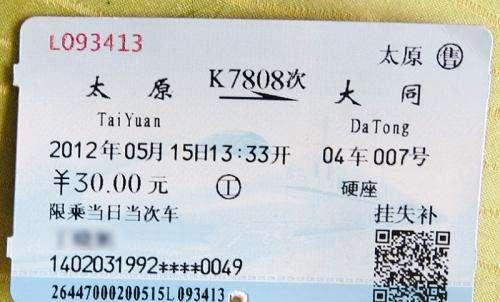 L093413 太原 售
太原 K7808次 大同
TaiYuan DaTong
2012年05月15日13:33开 04车007号
￥30.00元 工 硬座
限乘当日当次车 挂失补
1402031992****0049
26447000200515L093413